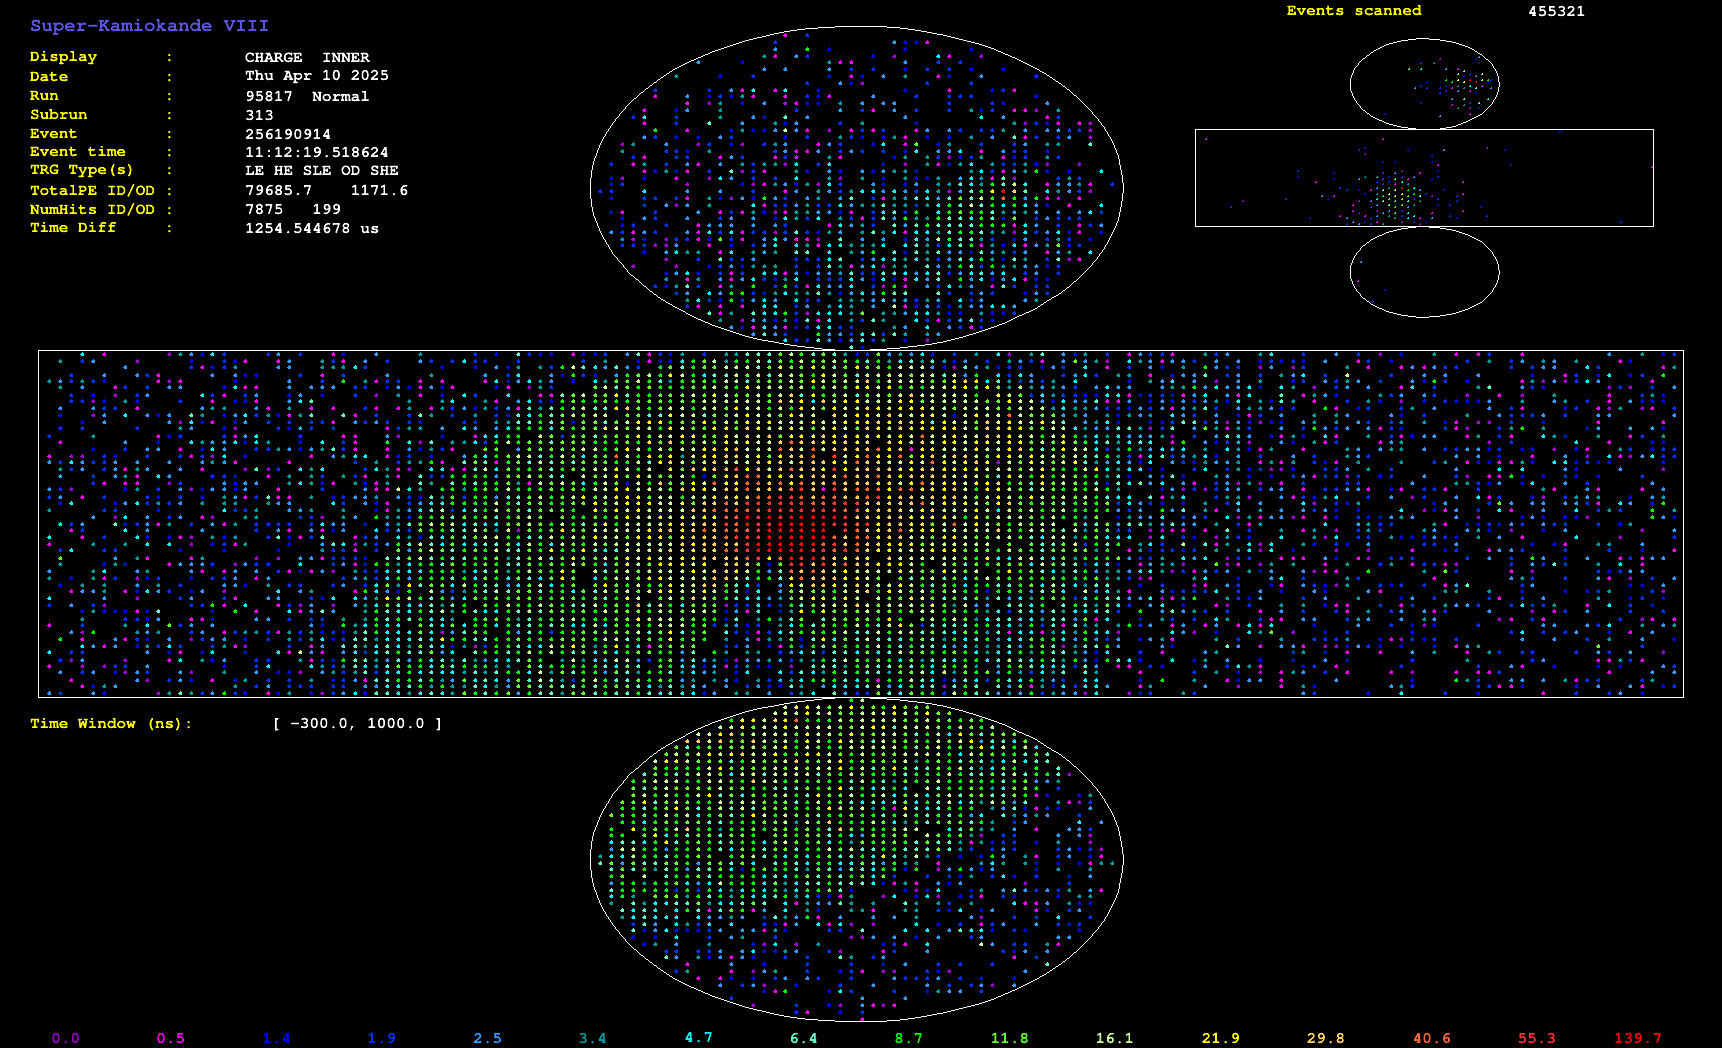 Super-Kamiokande VIII
Events scanned 455321
Display : CHARGE INNER
Date : Thu Apr 10 2025
Run : 95817 Normal
Subrun : 313
Event : 256190914
Event time : 11:12:19.518624
TRG Type(s) : LE HE SLE OD SHE
TotalPE ID/OD : 79685.7 1171.6
NumHits ID/OD : 7875 199
Time Diff : 1254.544678 us
Time Window (ns): [ -300.0, 1000.0 ]
0.0 0.5 1.4 1.9 2.5 3.4 4.7 6.4 8.7 11.8 16.1 21.9 29.8 40.6 55.3 139.7